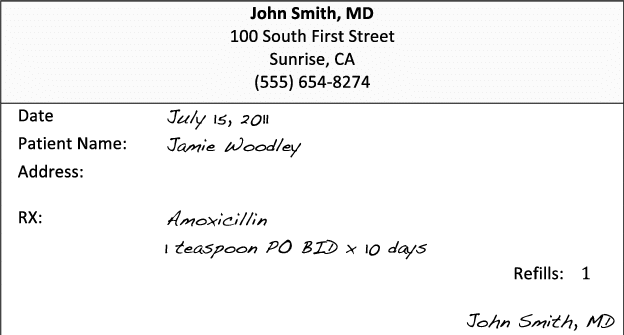 John Smith, MD
100 South First Street
Sunrise, CA
(555) 654-8274
Date July 15, 2011
Patient Name: Jamie Woodley
Address:
RX: Amoxicillin
1 teaspoon PO BID x 10 days
Refills: 1
John Smith, MD